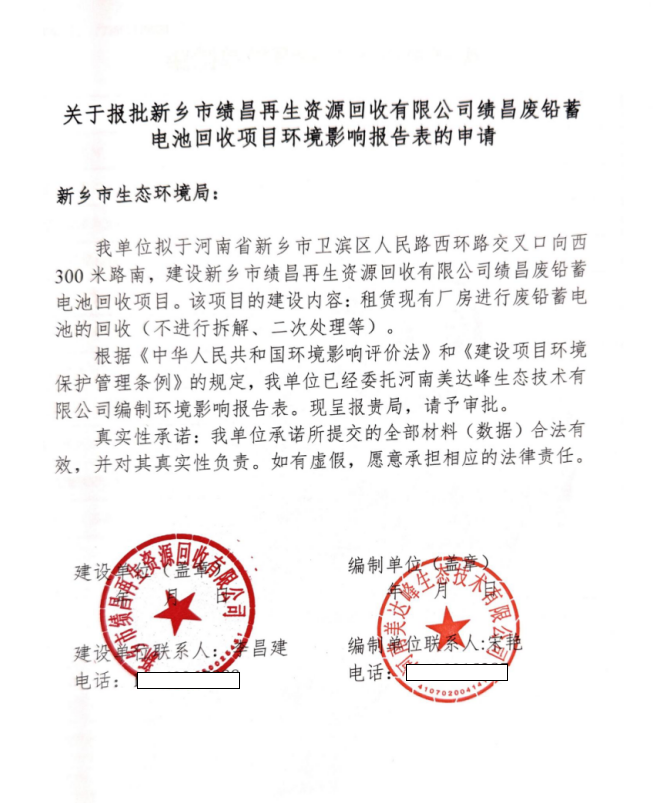 关于报批新乡市绩昌再生资源回收有限公司绩昌废铅蓄
电池回收项目环境影响报告表的申请
新乡市生态环境局：
我单位拟于河南省新乡市卫滨区人民路西环路交叉口向西
300 米路南，建设新乡市绩昌再生资源回收有限公司绩昌废铅蓄
电池回收项目。该项目的建设内容：租赁现有厂房进行废铅蓄电
池的回收（不进行拆解、二次处理等）。
根据《中华人民共和国环境影响评价法》和《建设项目环境
保护管理条例》的规定，我单位已经委托河南美达峰生态技术有
限公司编制环境影响报告表。现呈报贵局，请予审批。
真实性承诺：我单位承诺所提交的全部材料（数据）合法有
效，并对其真实性负责。如有虚假，愿意承担相应的法律责任。
建设单位（盖章）
年 月 日
建设单位联系人：李昌建
电话：
新乡市绩昌再生资源回收有限公司
编制单位（盖章）
年 月 日
编制单位联系人:宋艳
电话：
河南美达峰生态技术有限公司